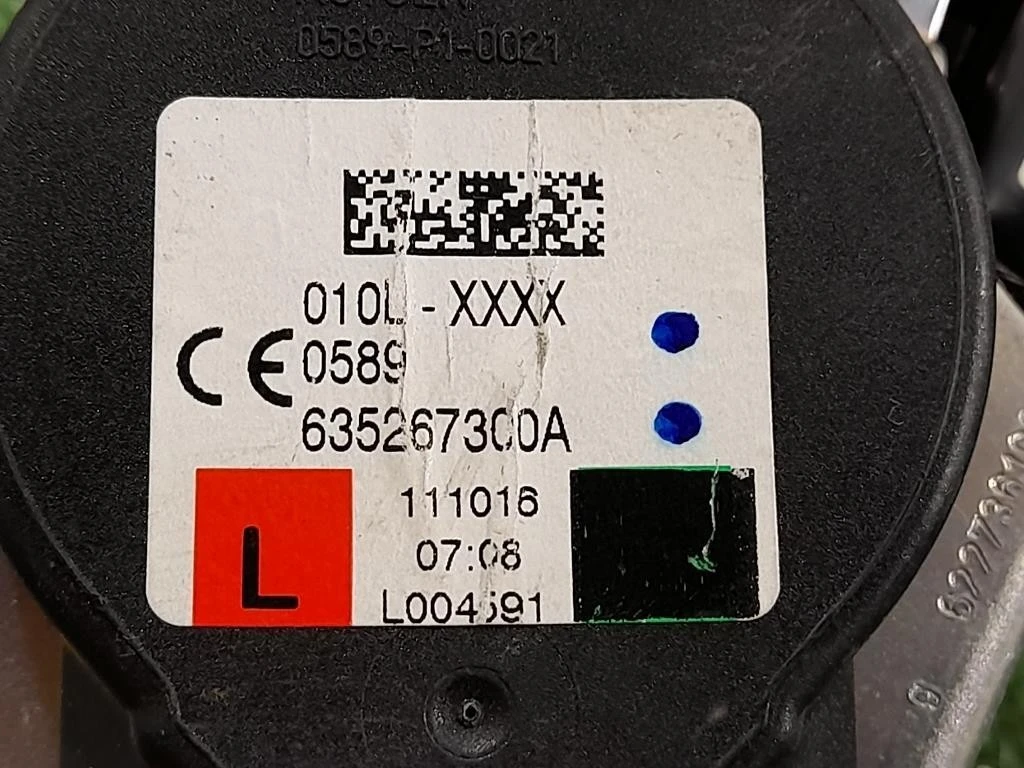 0589-P1-0021
010L - XXXX
CE 0589
635267300A
111016
07:08
L004591
L